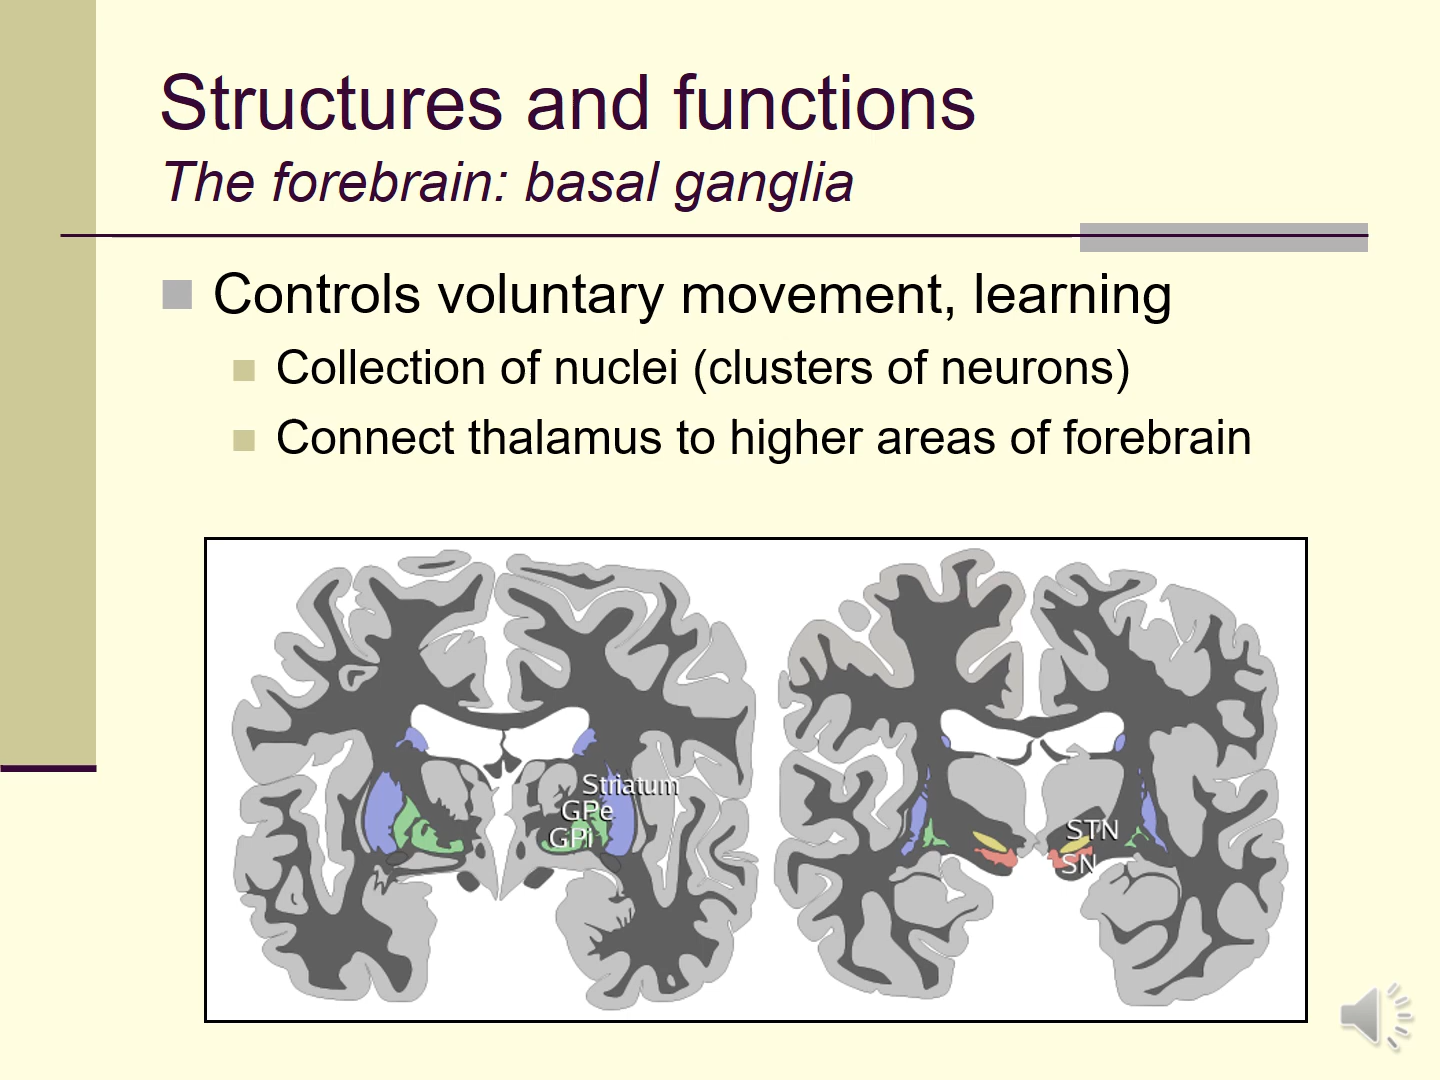 Structures and functions
The forebrain: basal ganglia
Controls voluntary movement, learning
Collection of nuclei (clusters of neurons)
Connect thalamus to higher areas of forebrain
Striatum
GPe
GPi
STN
SN